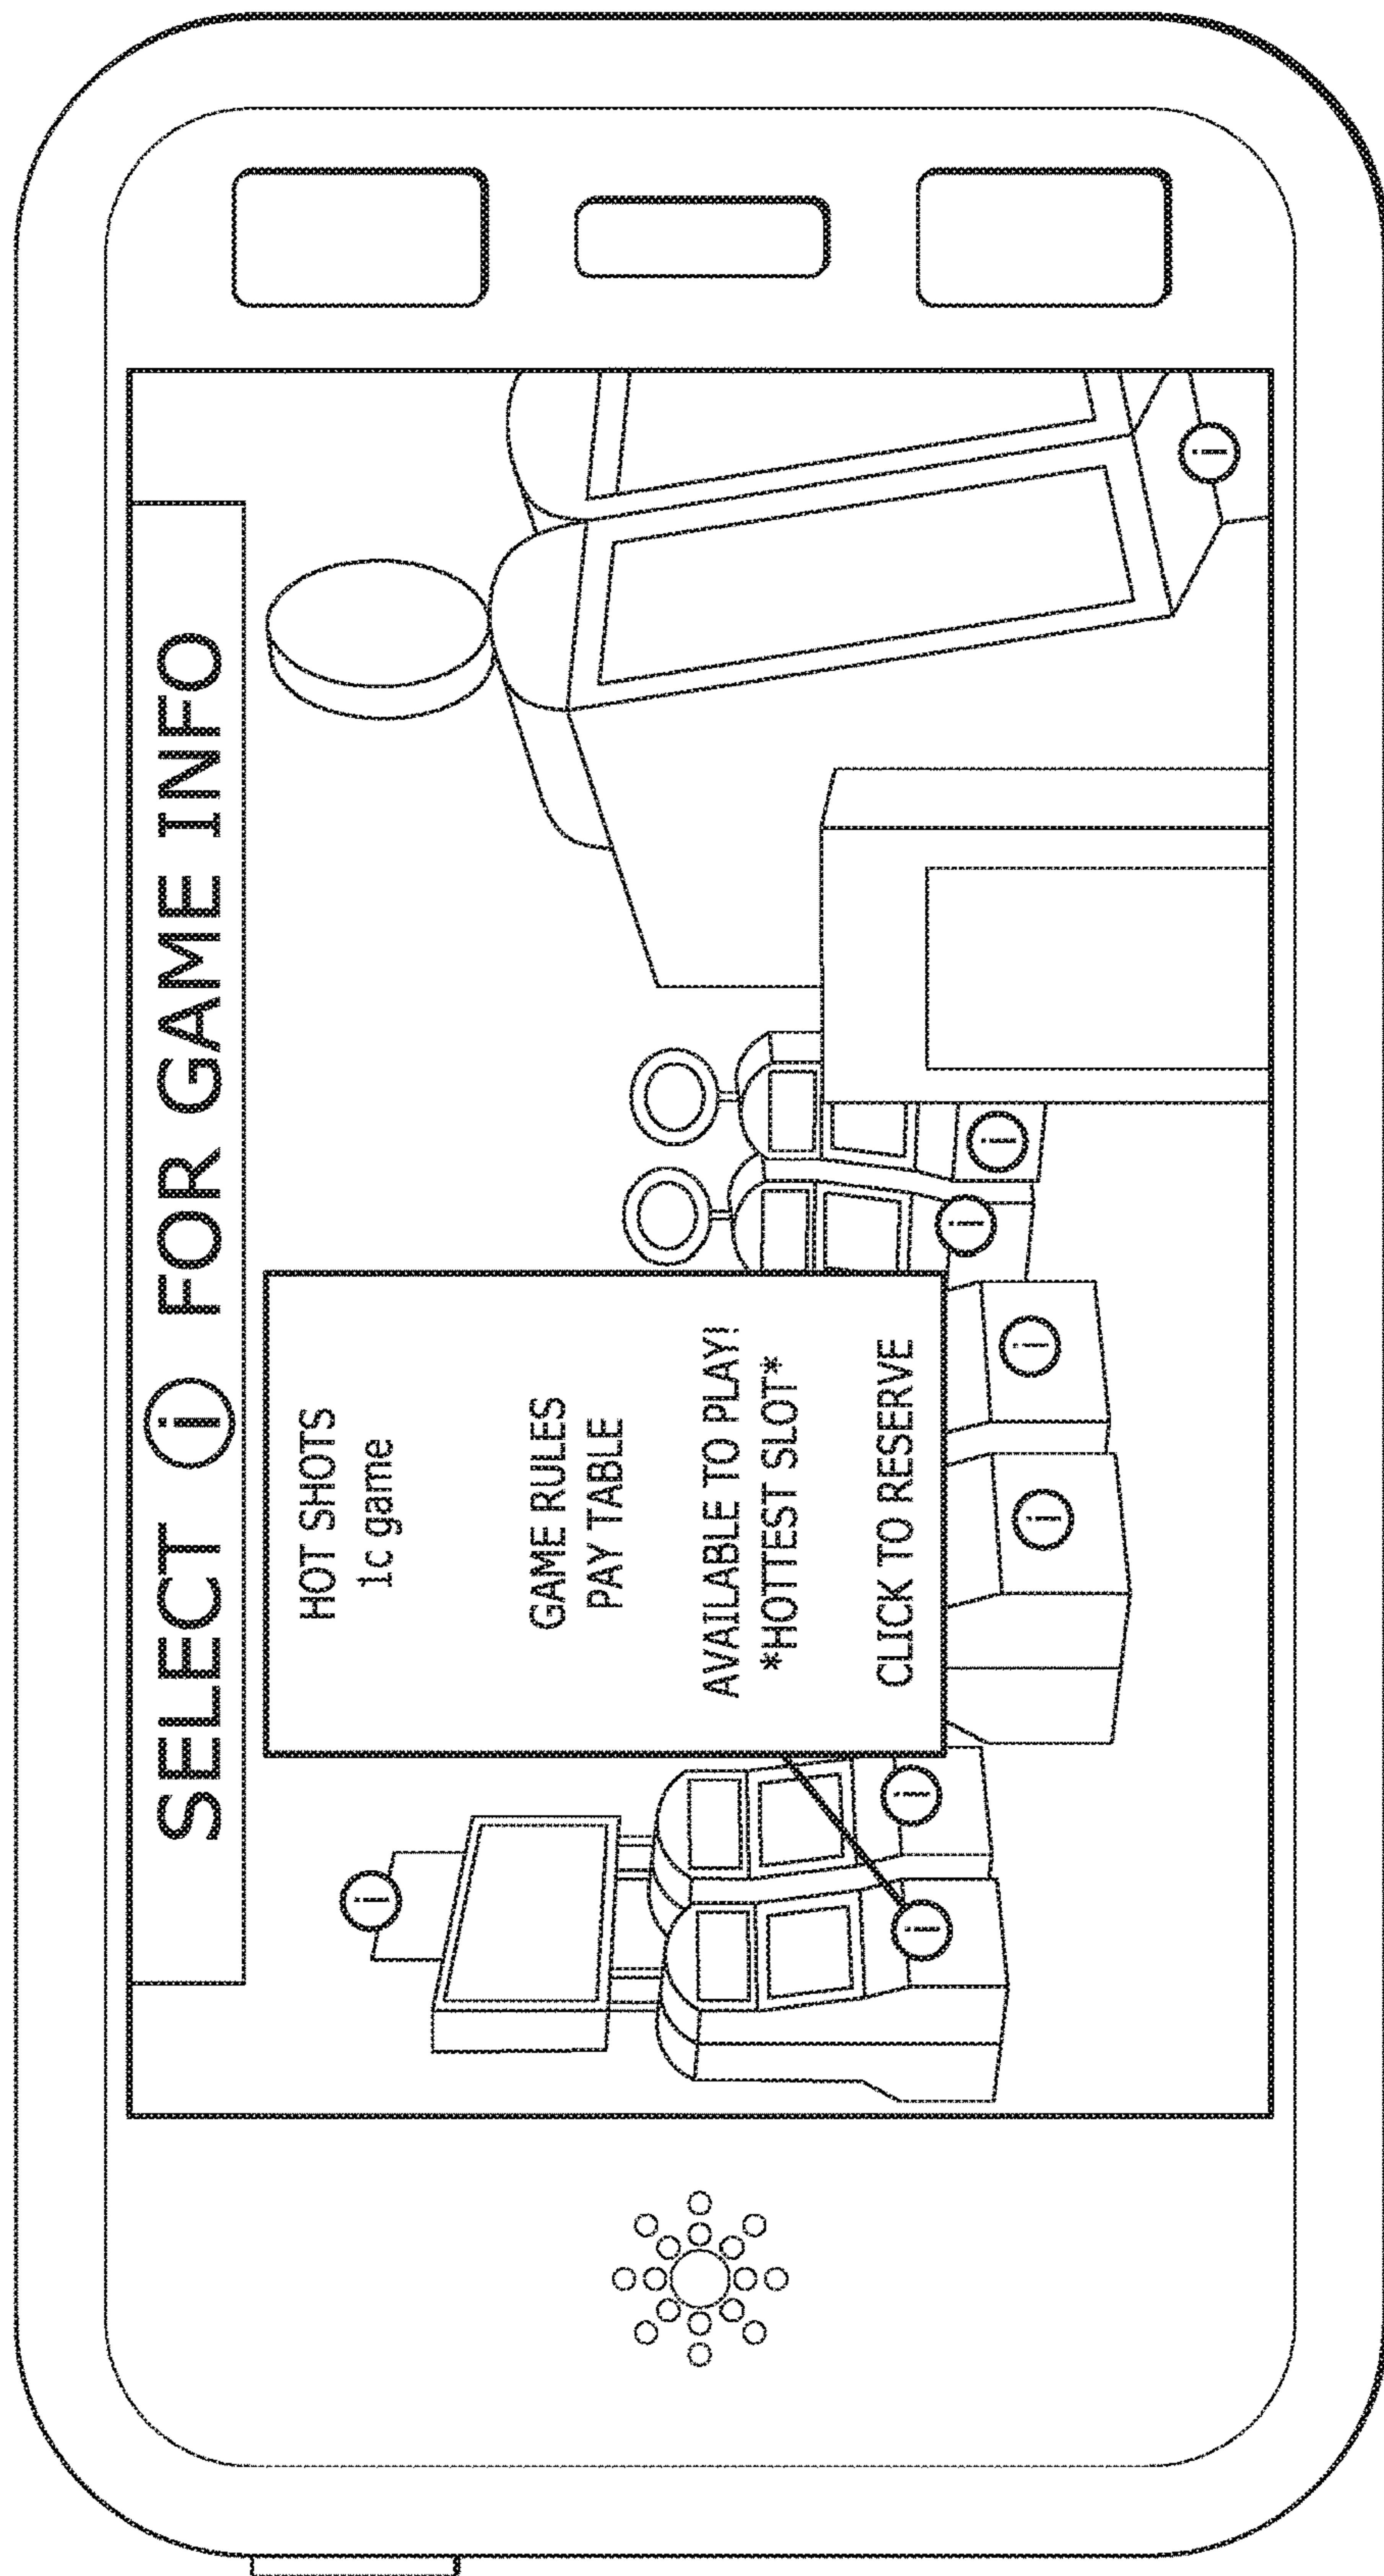 SELECT i FOR GAME INFO
HOT SHOTS
1c game
GAME RULES
PAY TABLE
AVAILABLE TO PLAY!
*HOTTEST SLOT*
CLICK TO RESERVE
i
i
i
i
i
i
i
i